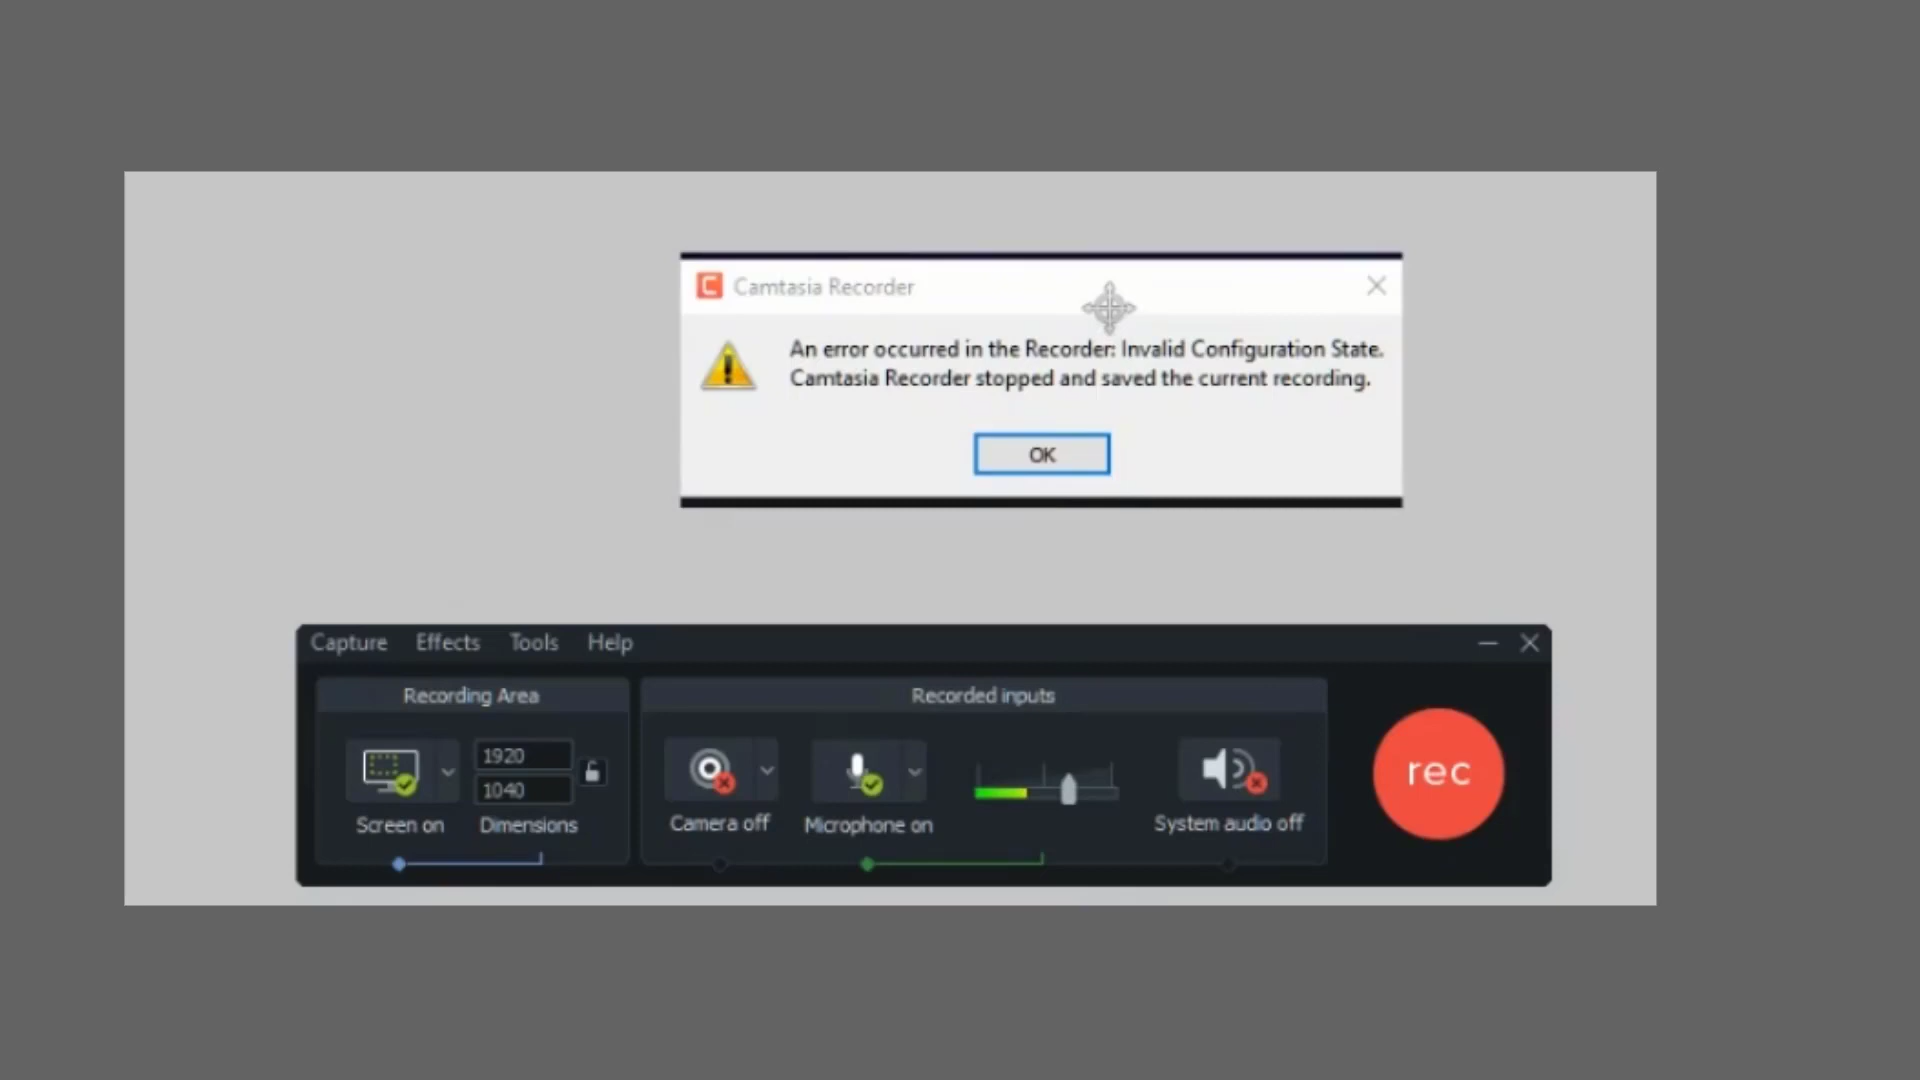 Camtasia Recorder
An error occurred in the Recorder: Invalid Configuration State.
Camtasia Recorder stopped and saved the current recording.
OK
Capture Effects Tools Help
Recording Area Recorded inputs
1920
1040
rec
Screen on Dimensions Camera off Microphone on System audio off